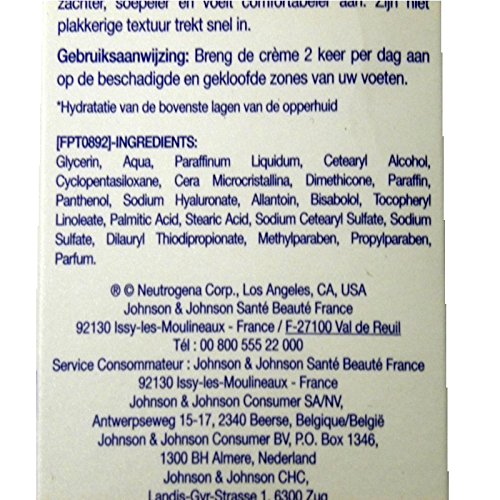 zachter, soepeler en voelt comfortabeler aan. Zijn niet
plakkerige textuur trekt snel in.
Gebruiksaanwijzing: Breng de crème 2 keer per dag aan
op de beschadigde en gekloofde zones van uw voeten.
*Hydratatie van de bovenste lagen van de opperhuid
[FPT0892]-INGREDIENTS:
Glycerin, Aqua, Paraffinum Liquidum, Cetearyl Alcohol,
Cyclopentasiloxane, Cera Microcristallina, Dimethicone, Paraffin,
Panthenol, Sodium Hyaluronate, Allantoin, Bisabolol, Tocopheryl
Linoleate, Palmitic Acid, Stearic Acid, Sodium Cetearyl Sulfate, Sodium
Sulfate, Dilauryl Thiodipropionate, Methylparaben, Propylparaben,
Parfum.
® © Neutrogena Corp., Los Angeles, CA, USA
Johnson & Johnson Santé Beauté France
92130 Issy-les-Moulineaux - France / F-27100 Val de Reuil
Tél : 00 800 555 22 000
Service Consommateur : Johnson & Johnson Santé Beauté France
92130 Issy-les-Moulineaux - France
Johnson & Johnson Consumer SA/NV,
Antwerpseweg 15-17, 2340 Beerse, Belgique/België
Johnson & Johnson Consumer BV, P.O. Box 1346,
1300 BH Almere, Nederland
Johnson & Johnson CHC,
Landis-Gyr-Strasse 1, 6300 Zug